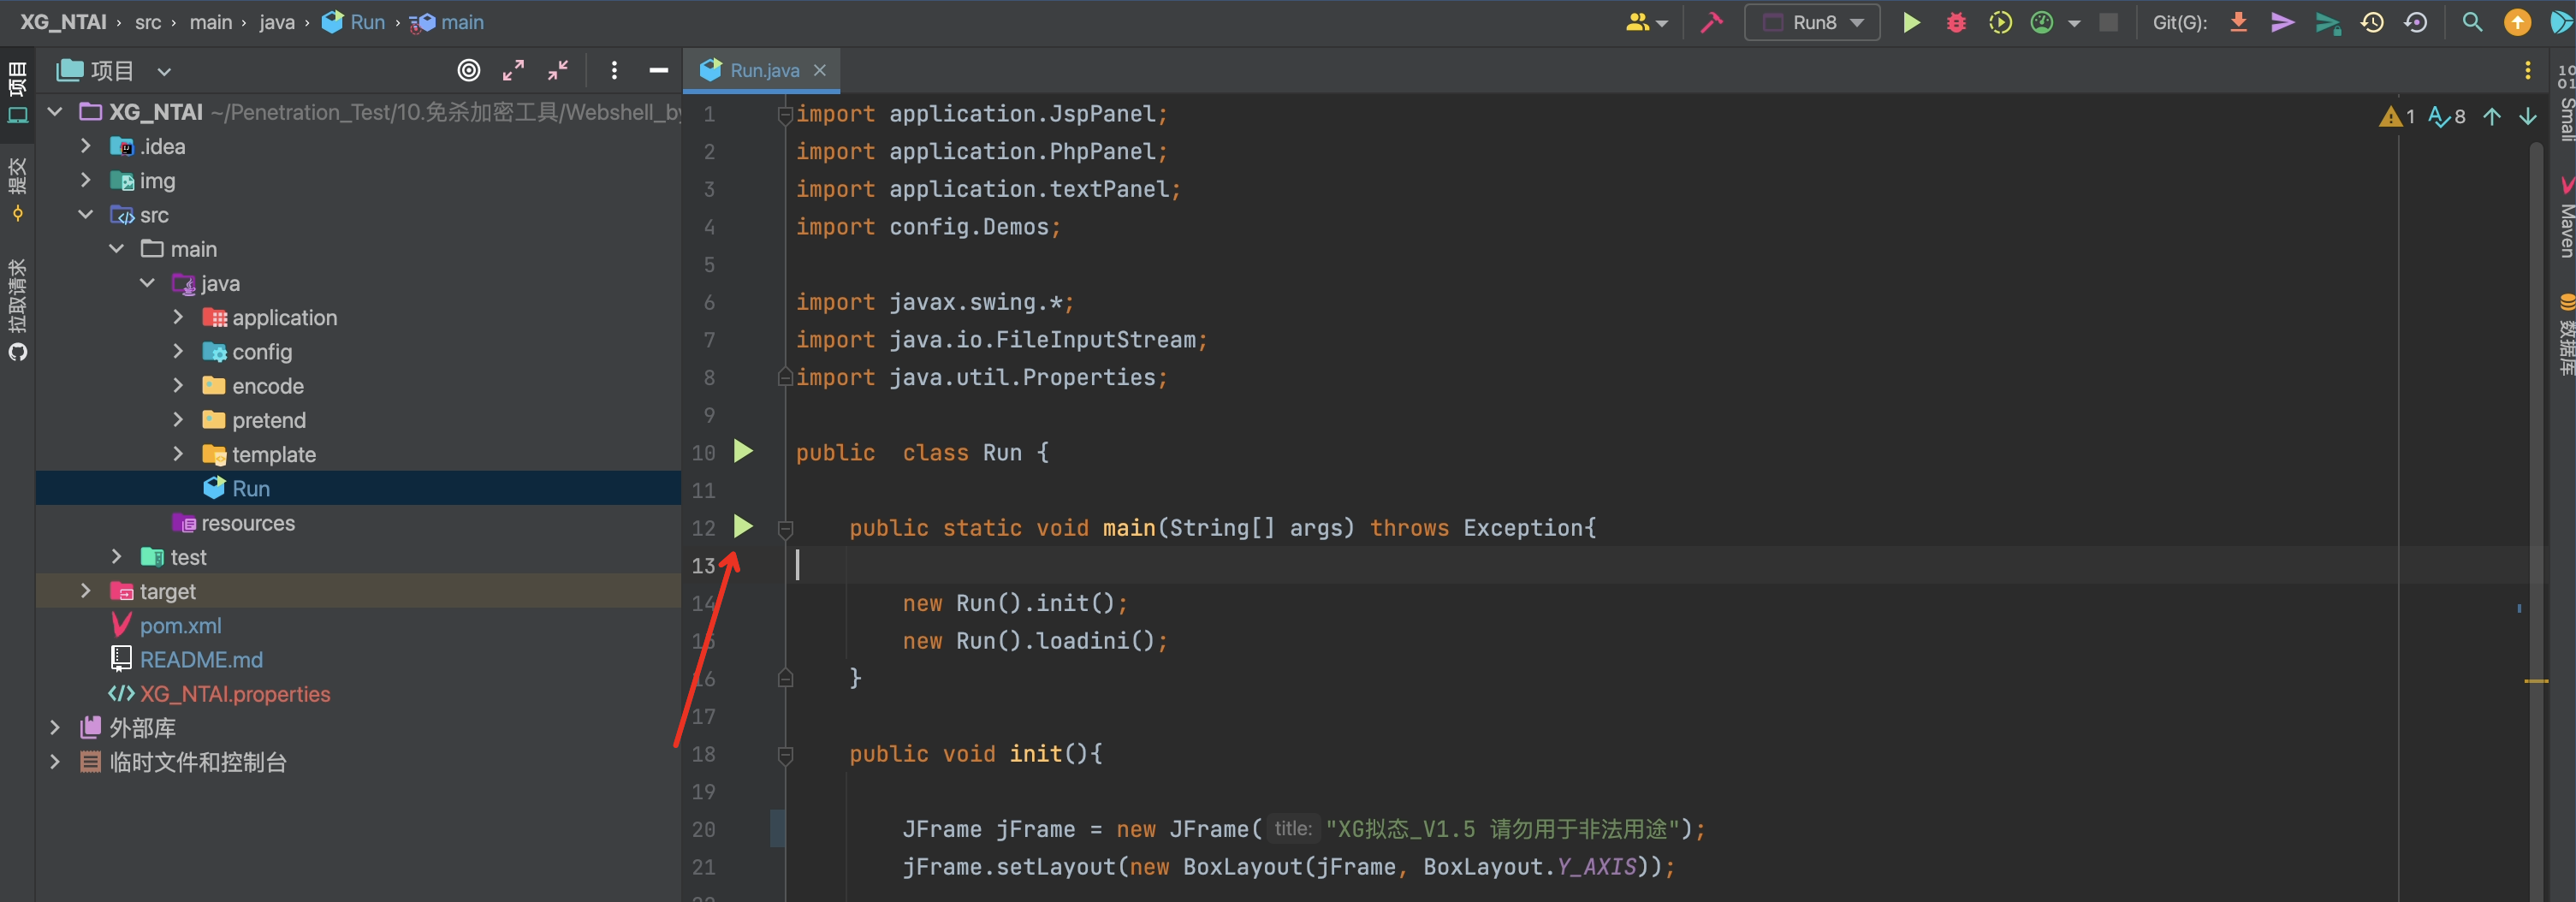 XG_NTAI › src › main › java › Run › main
Run8
Git(G):
项目
提交
拉取请求
项目
XG_NTAI ~/Penetration_Test/10.免杀加密工具/Webshell_by
.idea
img
src
main
java
application
config
encode
pretend
template
Run
resources
test
target
pom.xml
README.md
XG_NTAI.properties
外部库
临时文件和控制台
Run.java
1 8
1 import application.JspPanel;
2 import application.PhpPanel;
3 import application.textPanel;
4 import config.Demos;
5
6 import javax.swing.*;
7 import java.io.FileInputStream;
8 import java.util.Properties;
9
10 public  class Run {
11
12 public static void main(String[] args) throws Exception{
13
14 new Run().init();
15 new Run().loadini();
16 }
17
18 public void init(){
19
20 JFrame jFrame = new JFrame( title: "XG拟态_V1.5 请勿用于非法用途");
21 jFrame.setLayout(new BoxLayout(jFrame, BoxLayout.Y_AXIS));
Smali
Maven
数据库